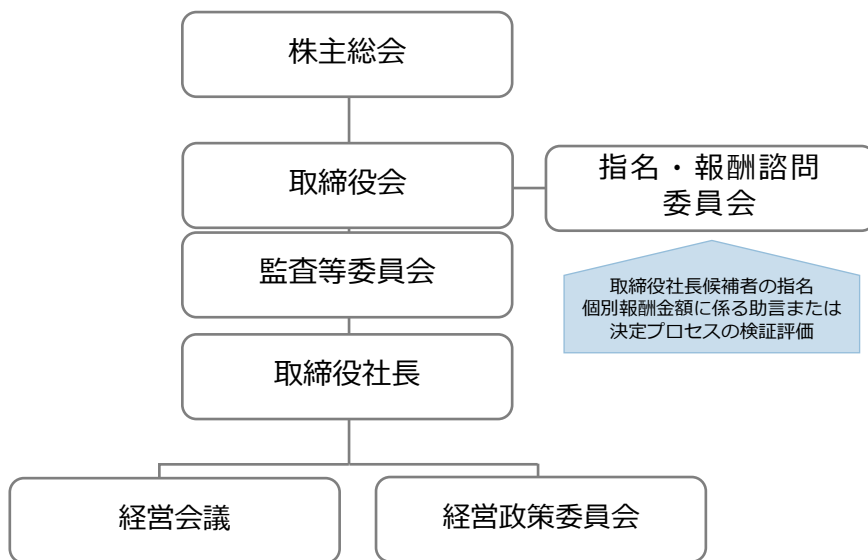 株主総会
取締役会
指名・報酬諮問
委員会
監査等委員会
取締役社長候補者の指名
個別報酬金額に係る助言または
決定プロセスの検証評価
取締役社長
経営会議
経営政策委員会